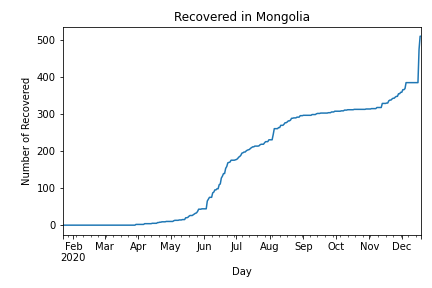 Recovered in Mongolia
Number of Recovered
500
400
300
200
100
0
Feb Mar Apr May Jun Jul Aug Sep Oct Nov Dec
2020
Day